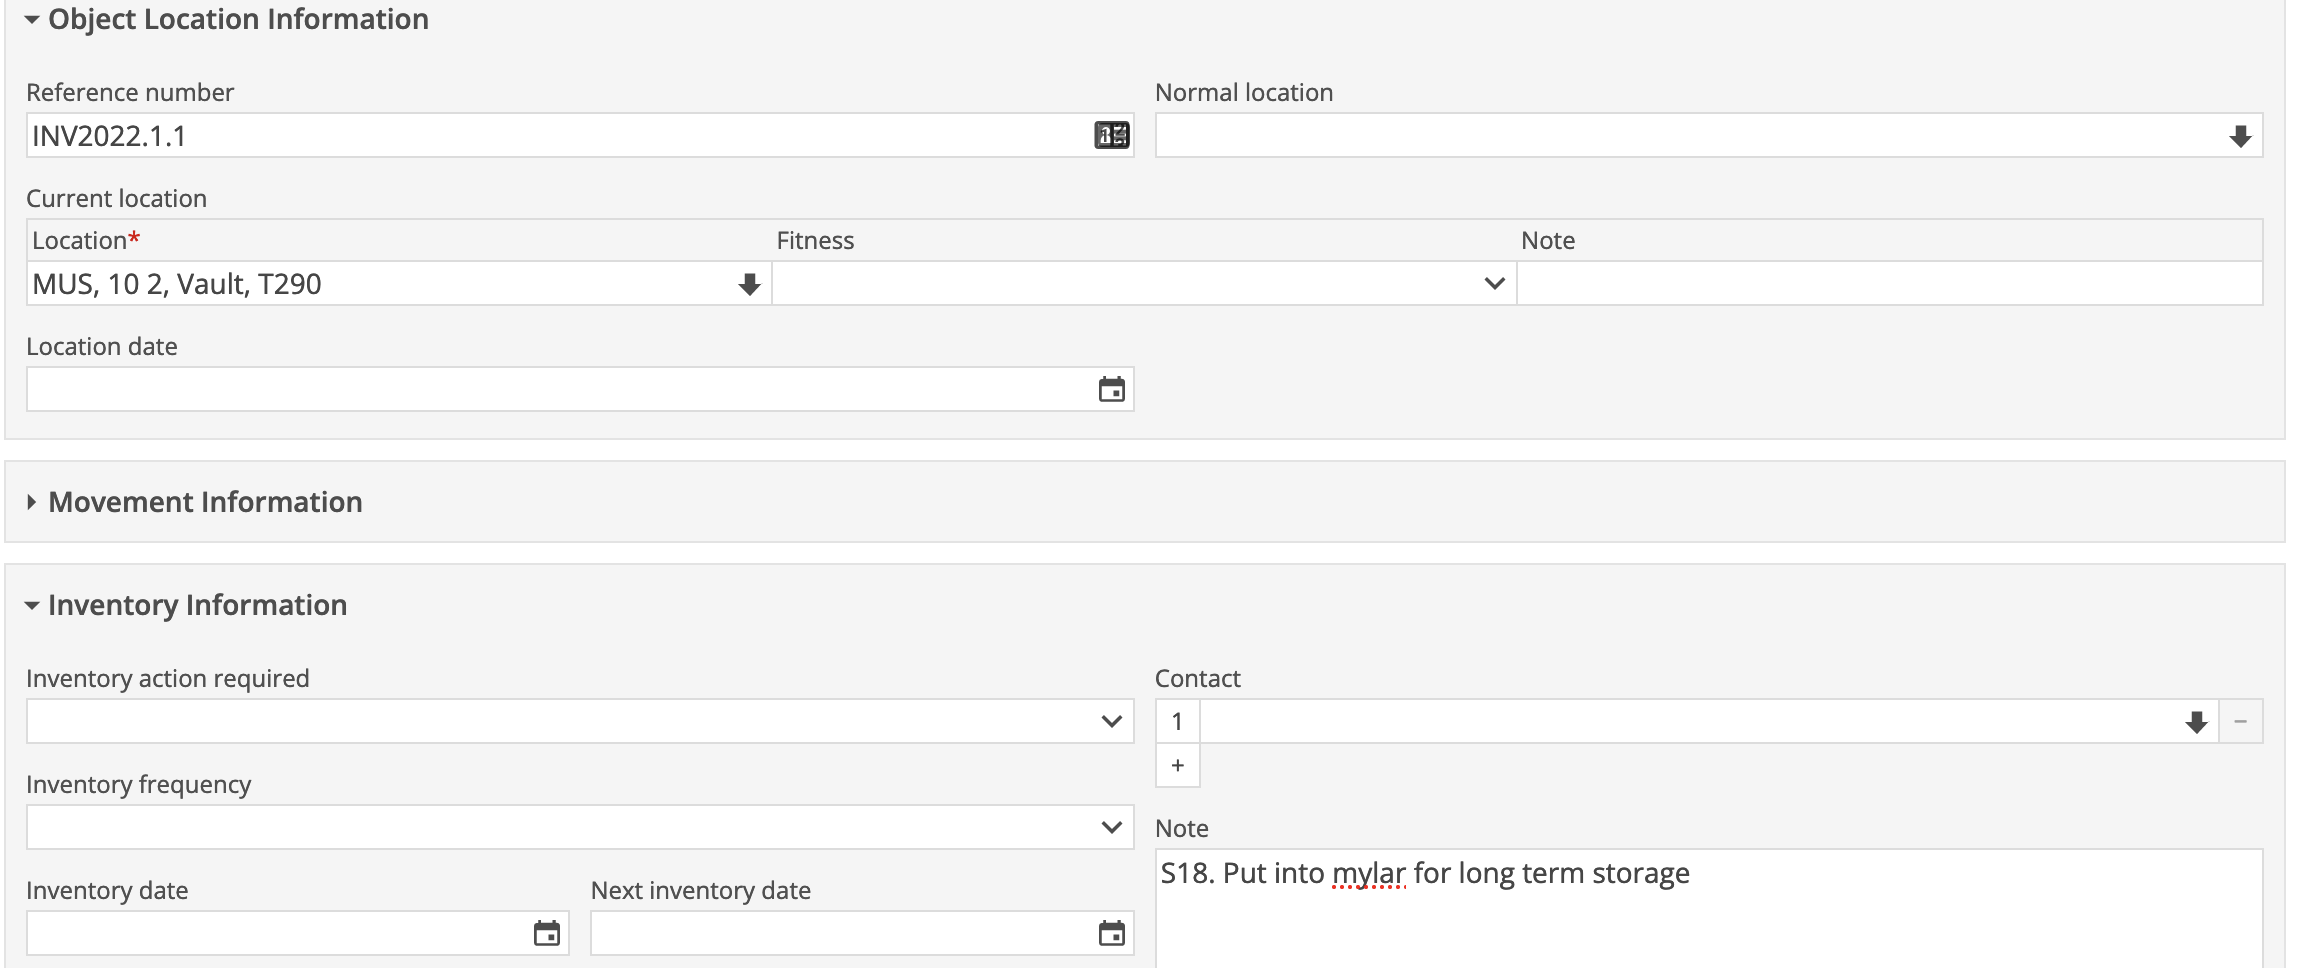 Object Location Information
Reference number
INV2022.1.1
Normal location
Current location
Location* Fitness Note
MUS, 10 2, Vault, T290
Location date
Movement Information
Inventory Information
Inventory action required
Contact
1
+
−
Inventory frequency
Note
S18. Put into mylar for long term storage
Inventory date
Next inventory date